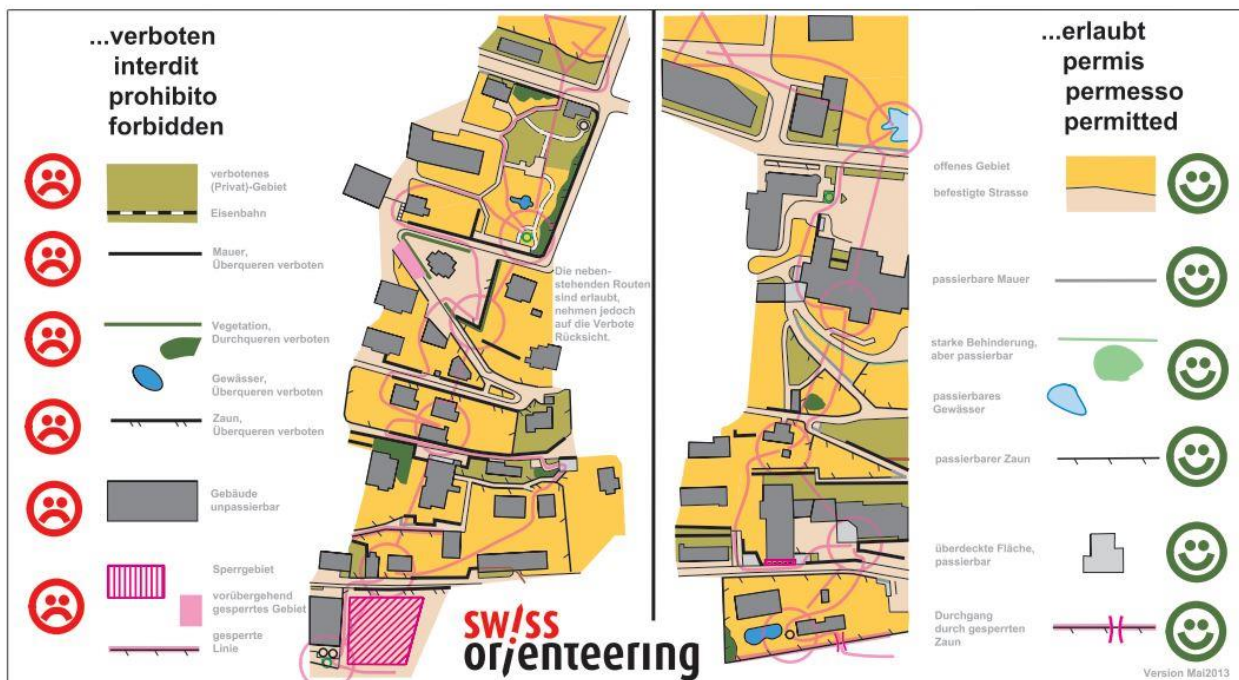 ...verboten
interdit
prohibito
forbidden
verbotenes
(Privat)-Gebiet
Eisenbahn
Mauer,
Überqueren verboten
Vegetation,
Durchqueren verboten
Gewässer,
Überqueren verboten
Zaun,
Überqueren verboten
Gebäude
unpassierbar
Sperrgebiet
vorübergehend
gesperrtes Gebiet
gesperrte
Linie
Die neben-
stehenden Routen
sind erlaubt,
nehmen jedoch
auf die Verbote
Rücksicht.
swiss
orienteering
...erlaubt
permis
permesso
permitted
offenes Gebiet
befestigte Strasse
passierbare Mauer
starke Behinderung,
aber passierbar
passierbares
Gewässer
passierbarer Zaun
überdeckte Fläche,
passierbar
Durchgang
durch gesperrten
Zaun
Version Mai2013